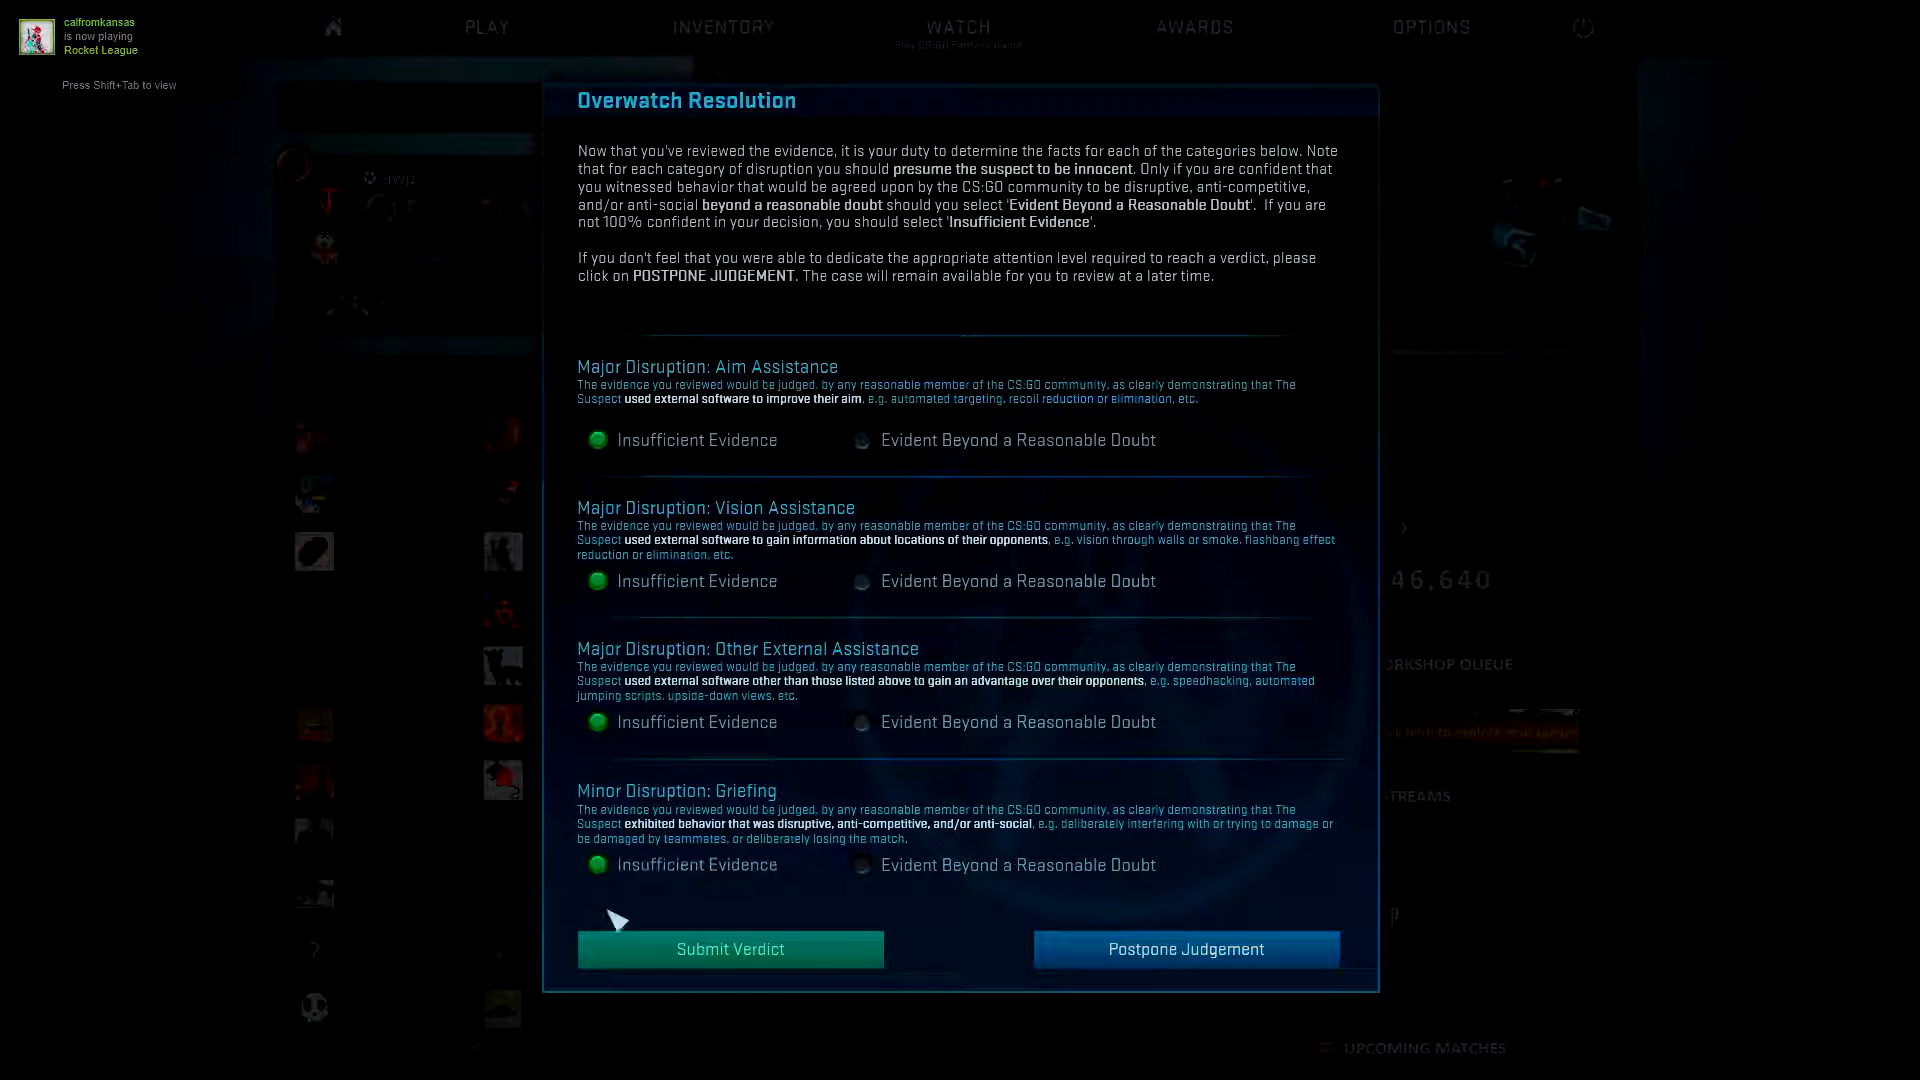 calfromkansas
is now playing
Rocket League
Press Shift+Tab to view
PLAY
INVENTORY
WATCH
AWARDS
OPTIONS
Overwatch Resolution
Now that you've reviewed the evidence, it is your duty to determine the facts for each of the categories below. Note
that for each category of disruption you should presume the suspect to be innocent. Only if you are confident that
you witnessed behavior that would be agreed upon by the CS:GO community to be disruptive, anti-competitive,
and/or anti-social beyond a reasonable doubt should you select 'Evident Beyond a Reasonable Doubt'. If you are
not 100% confident in your decision, you should select 'Insufficient Evidence'.
If you don't feel that you were able to dedicate the appropriate attention level required to reach a verdict, please
click on POSTPONE JUDGEMENT. The case will remain available for you to review at a later time.
Major Disruption: Aim Assistance
The evidence you reviewed would be judged, by any reasonable member of the CS:GO community, as clearly demonstrating that The
Suspect used external software to improve their aim, e.g. automated targeting, recoil reduction or elimination, etc.
Insufficient Evidence
Evident Beyond a Reasonable Doubt
Major Disruption: Vision Assistance
The evidence you reviewed would be judged, by any reasonable member of the CS:GO community, as clearly demonstrating that The
Suspect used external software to gain information about locations of their opponents, e.g. vision through walls or smoke, flashbang effect
reduction or elimination, etc.
Insufficient Evidence
Evident Beyond a Reasonable Doubt
46,640
Major Disruption: Other External Assistance
The evidence you reviewed would be judged, by any reasonable member of the CS:GO community, as clearly demonstrating that The
Suspect used external software other than those listed above to gain an advantage over their opponents, e.g. speedhacking, automated
jumping scripts, upside-down views, etc.
Insufficient Evidence
Evident Beyond a Reasonable Doubt
QUEUE
Minor Disruption: Griefing
The evidence you reviewed would be judged, by any reasonable member of the CS:GO community, as clearly demonstrating that The
Suspect exhibited behavior that was disruptive, anti-competitive, and/or anti-social, e.g. deliberately interfering with or trying to damage or
be damaged by teammates, or deliberately losing the match.
Insufficient Evidence
Evident Beyond a Reasonable Doubt
Submit Verdict
Postpone Judgement
UPCOMING MATCHES